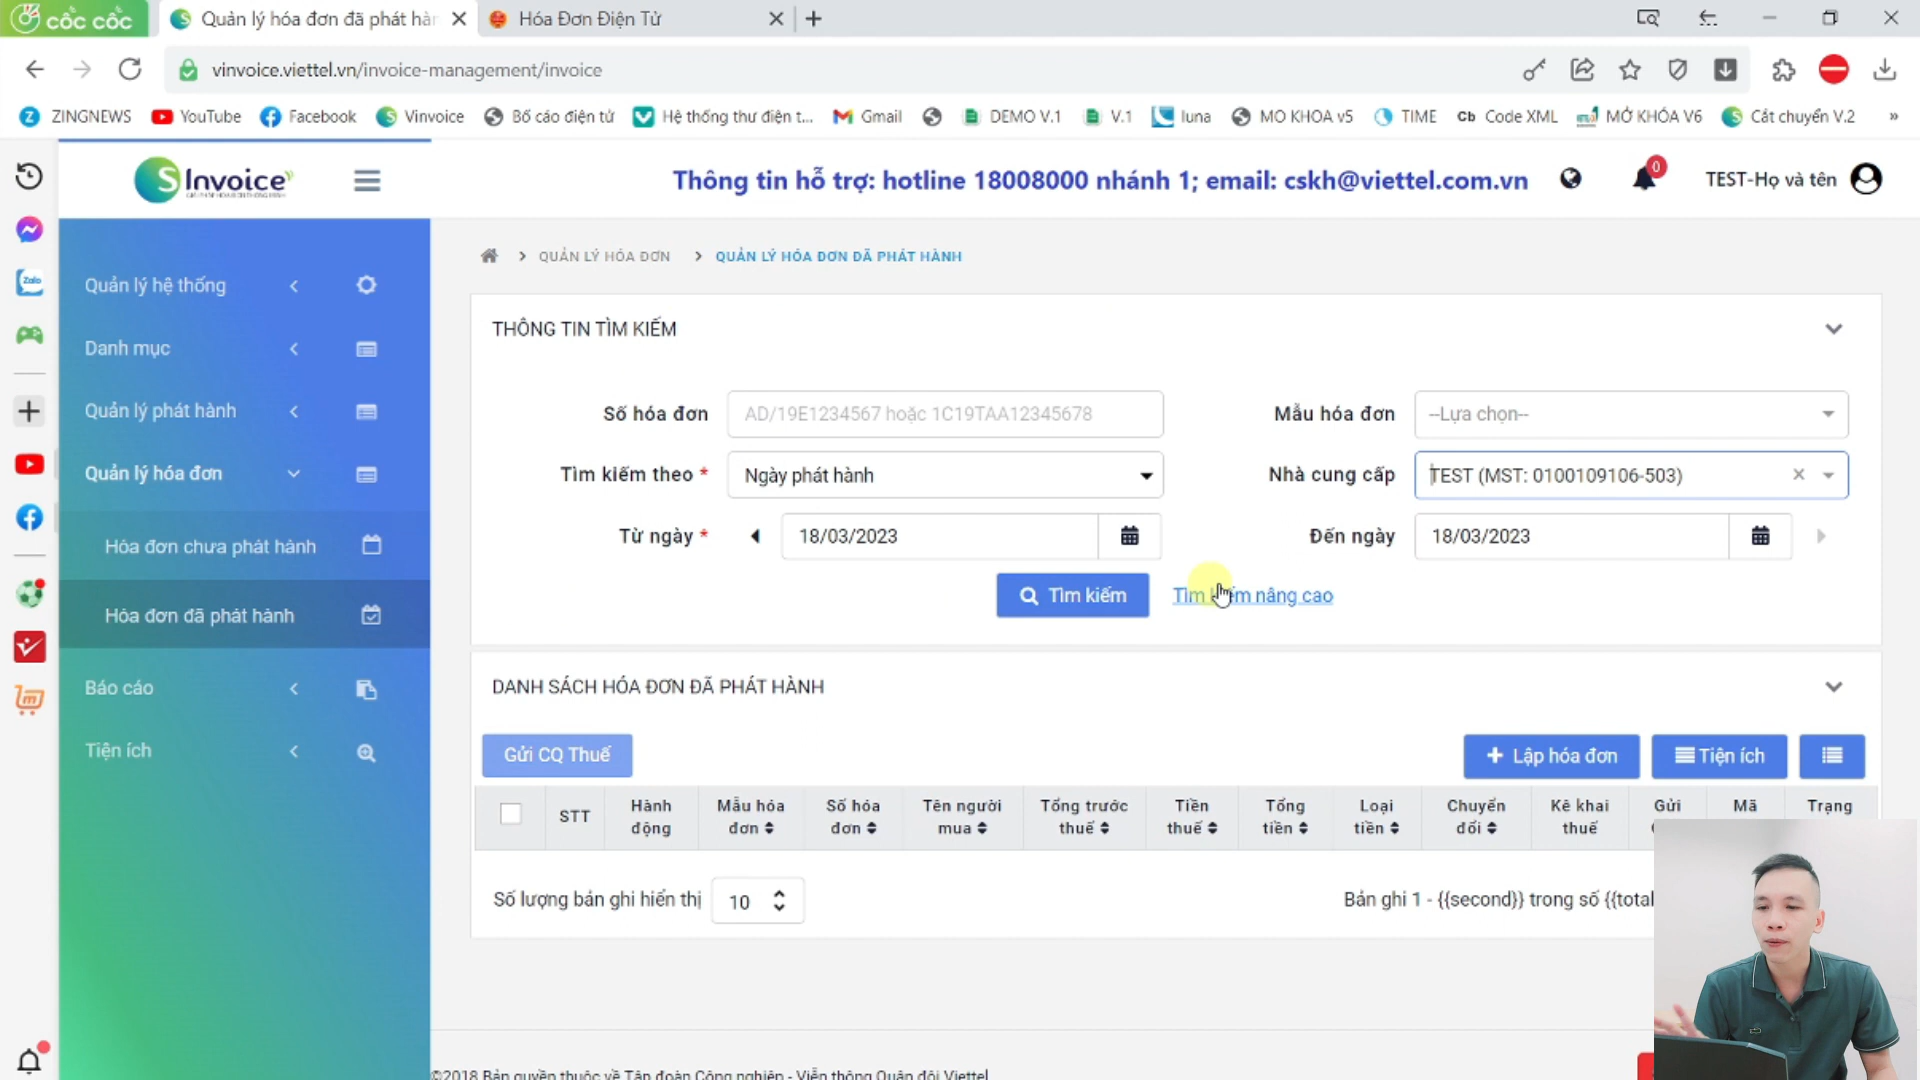 cốc cốc
Quản lý hóa đơn đã phát hàn
Hóa Đơn Điện Tử
vinvoice.viettel.vn/invoice-management/invoice
ZINGNEWS
YouTube
Facebook
Vinvoice
Bố cáo điện tử
Hệ thống thư điện t...
Gmail
DEMO V.1
V.1
luna
MO KHOA v5
TIME
Cb Code XML
MỞ KHÓA V6
Cắt chuyển V.2
S Invoice
Thông tin hỗ trợ: hotline 18008000 nhánh 1; email: cskh@viettel.com.vn
0
TEST-Họ và tên
Zalo
Quản lý hệ thống
Danh mục
Quản lý phát hành
Quản lý hóa đơn
Hóa đơn chưa phát hành
Hóa đơn đã phát hành
Báo cáo
Tiện ích
QUẢN LÝ HÓA ĐƠN
QUẢN LÝ HÓA ĐƠN ĐÃ PHÁT HÀNH
THÔNG TIN TÌM KIẾM
Số hóa đơn
AD/19E1234567 hoặc 1C19TAA12345678
Mẫu hóa đơn
--Lựa chọn--
Tìm kiếm theo *
Ngày phát hành
Nhà cung cấp
TEST (MST: 0100109106-503)
Từ ngày *
18/03/2023
Đến ngày
18/03/2023
Tìm kiếm
Tìm kiếm nâng cao
DANH SÁCH HÓA ĐƠN ĐÃ PHÁT HÀNH
Gửi CQ Thuế
Lập hóa đơn
Tiện ích
STT
Hành động
Mẫu hóa đơn
Số hóa đơn
Tên người mua
Tổng trước thuế
Tiền thuế
Tổng tiền
Loại tiền
Chuyển đổi
Kê khai thuế
Gửi
Mã
Trạng
Số lượng bản ghi hiển thị
10
Bản ghi 1 - {{second}} trong số {{total
©2018 Bản quyền thuộc về Tập đoàn Công nghiệp - Viễn thông Quân đội Viettel